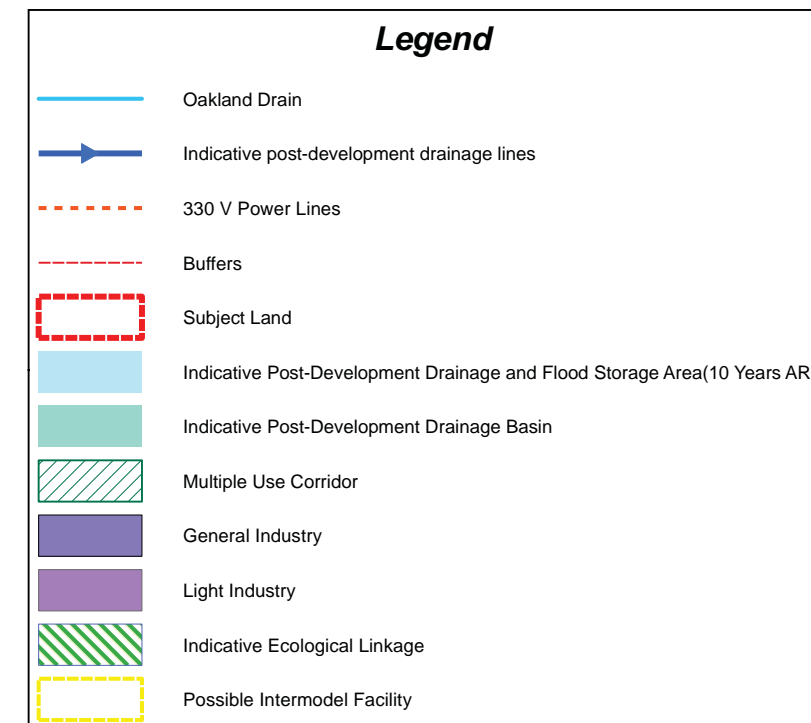 Legend
Oakland Drain
Indicative post-development drainage lines
330 V Power Lines
Buffers
Subject Land
Indicative Post-Development Drainage and Flood Storage Area(10 Years AR
Indicative Post-Development Drainage Basin
Multiple Use Corridor
General Industry
Light Industry
Indicative Ecological Linkage
Possible Intermodel Facility